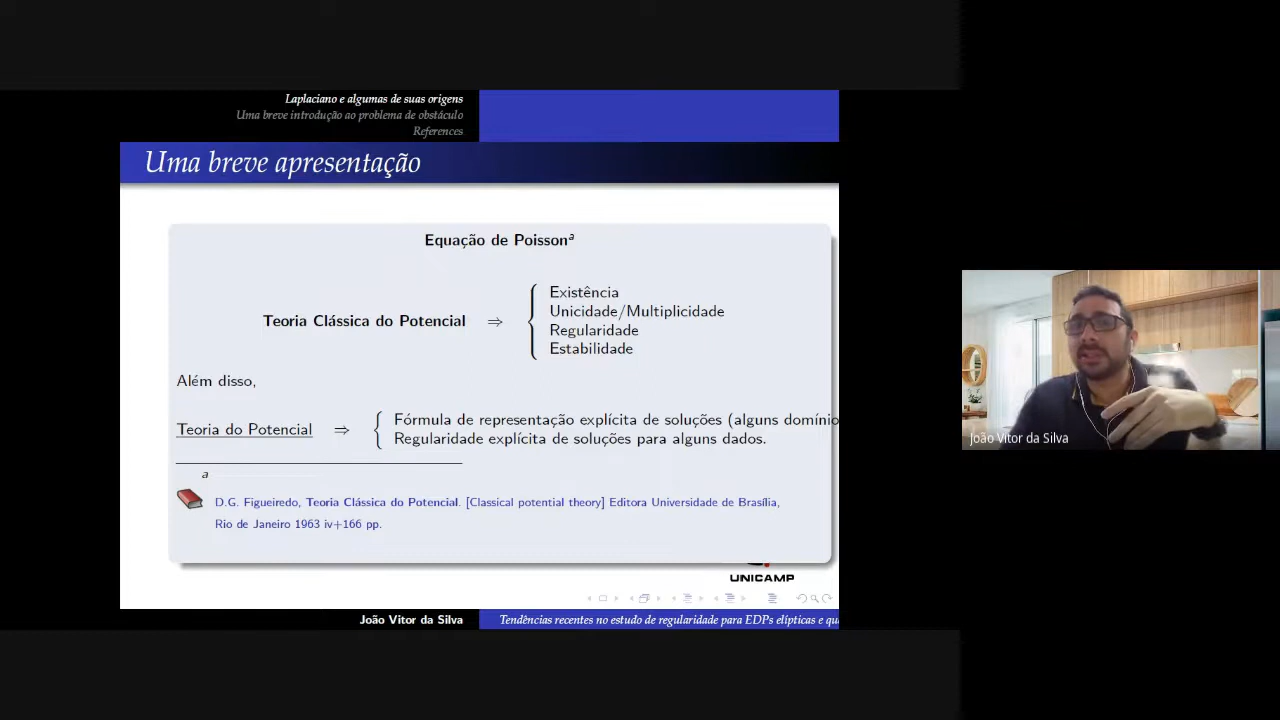 Laplaciano e algumas de suas origens
Uma breve introdução ao problema de obstáculo
References
Uma breve apresentação
Equação de Poissonᵃ
Teoria Clássica do Potencial ⇒ {
Existência
Unicidade/Multiplicidade
Regularidade
Estabilidade
Além disso,
Teoria do Potencial ⇒ {
Fórmula de representação explícita de soluções (alguns domínio
Regularidade explícita de soluções para alguns dados.
a
D.G. Figueiredo, Teoria Clássica do Potencial. [Classical potential theory] Editora Universidade de Brasília,
Rio de Janeiro 1963 iv+166 pp.
UNICAMP
João Vitor da Silva
Tendências recentes no estudo de regularidade para EDPs elípticas e qu
João Vitor da Silva